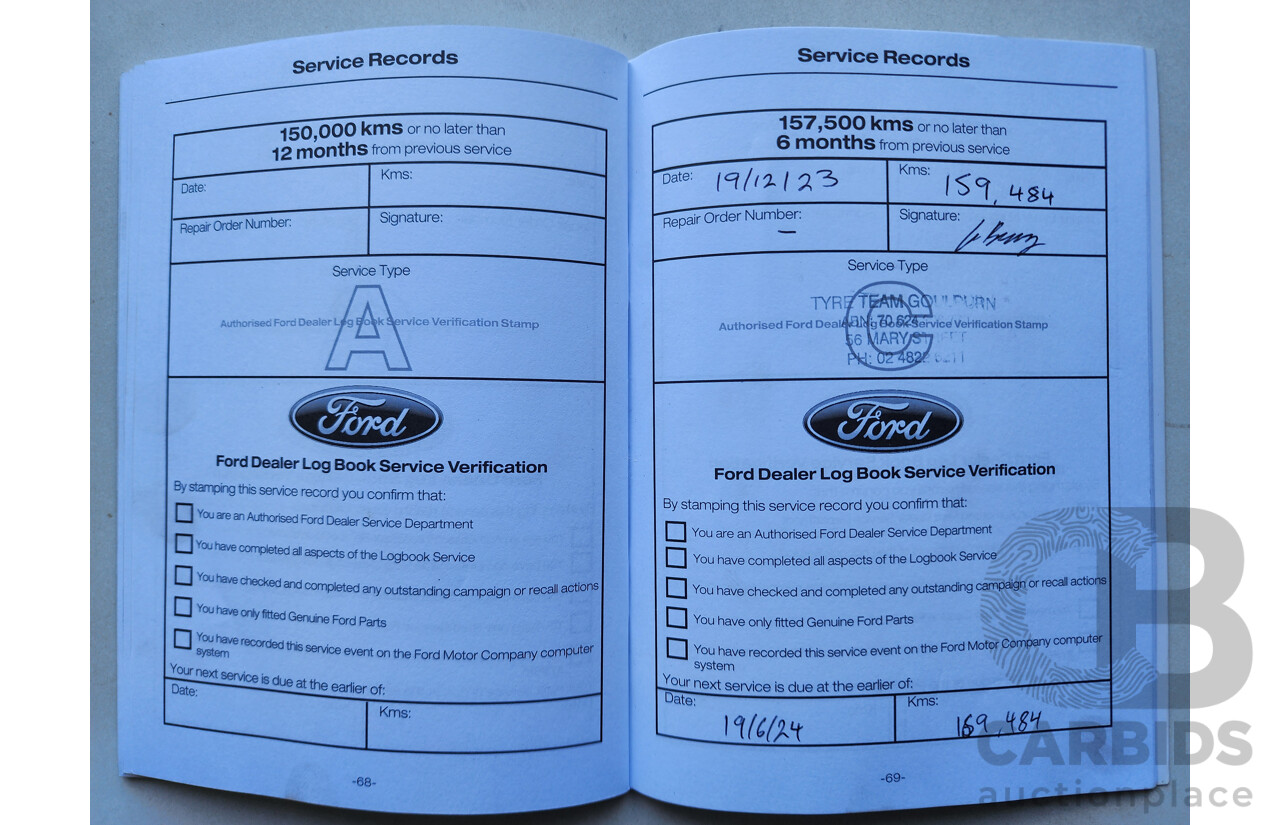 Service Records
150,000 kms or no later than
12 months from previous service
Date:
Kms:
Repair Order Number:
Signature:
Service Type
A
Authorised Ford Dealer Log Book Service Verification Stamp
Ford
Ford Dealer Log Book Service Verification
By stamping this service record you confirm that:
You are an Authorised Ford Dealer Service Department
You have completed all aspects of the Logbook Service
You have checked and completed any outstanding campaign or recall actions
You have only fitted Genuine Ford Parts
You have recorded this service event on the Ford Motor Company computer
system
Your next service is due at the earlier of:
Date:
Kms:
-68-
Service Records
157,500 kms or no later than
6 months from previous service
Date: 19/12/23
Kms: 159,484
Repair Order Number: –
Signature:
Service Type
C
TYRE TEAM GOULBURN
Authorised Ford Dealer Log Book Service Verification Stamp
ABN: 70 624
56 MARY STREET
PH: 02 482
Ford
Ford Dealer Log Book Service Verification
By stamping this service record you confirm that:
You are an Authorised Ford Dealer Service Department
You have completed all aspects of the Logbook Service
You have checked and completed any outstanding campaign or recall actions
You have only fitted Genuine Ford Parts
You have recorded this service event on the Ford Motor Company computer
system
Your next service is due at the earlier of:
Date: 19/6/24
Kms: 169,484
-69-
CB
CARBIDS
auctionplace